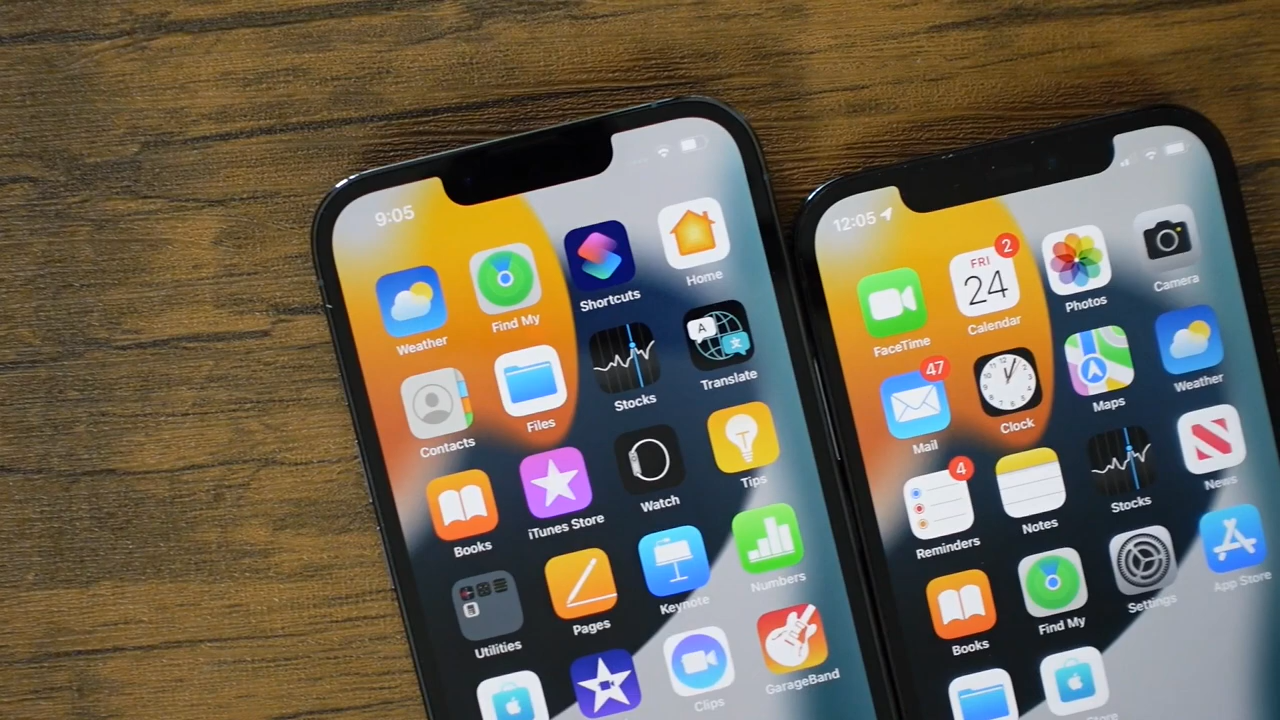 9:05
Weather
Find My
Shortcuts
Home
Contacts
Files
Stocks
Translate
Books
iTunes Store
Watch
Tips
Utilities
Pages
Keynote
Numbers
Clips
GarageBand
A
12:05
FaceTime
FRI
24
2
Calendar
Photos
Camera
47
Mail
Clock
Maps
Weather
4
Reminders
Notes
Stocks
News
Books
Find My
Settings
App Store